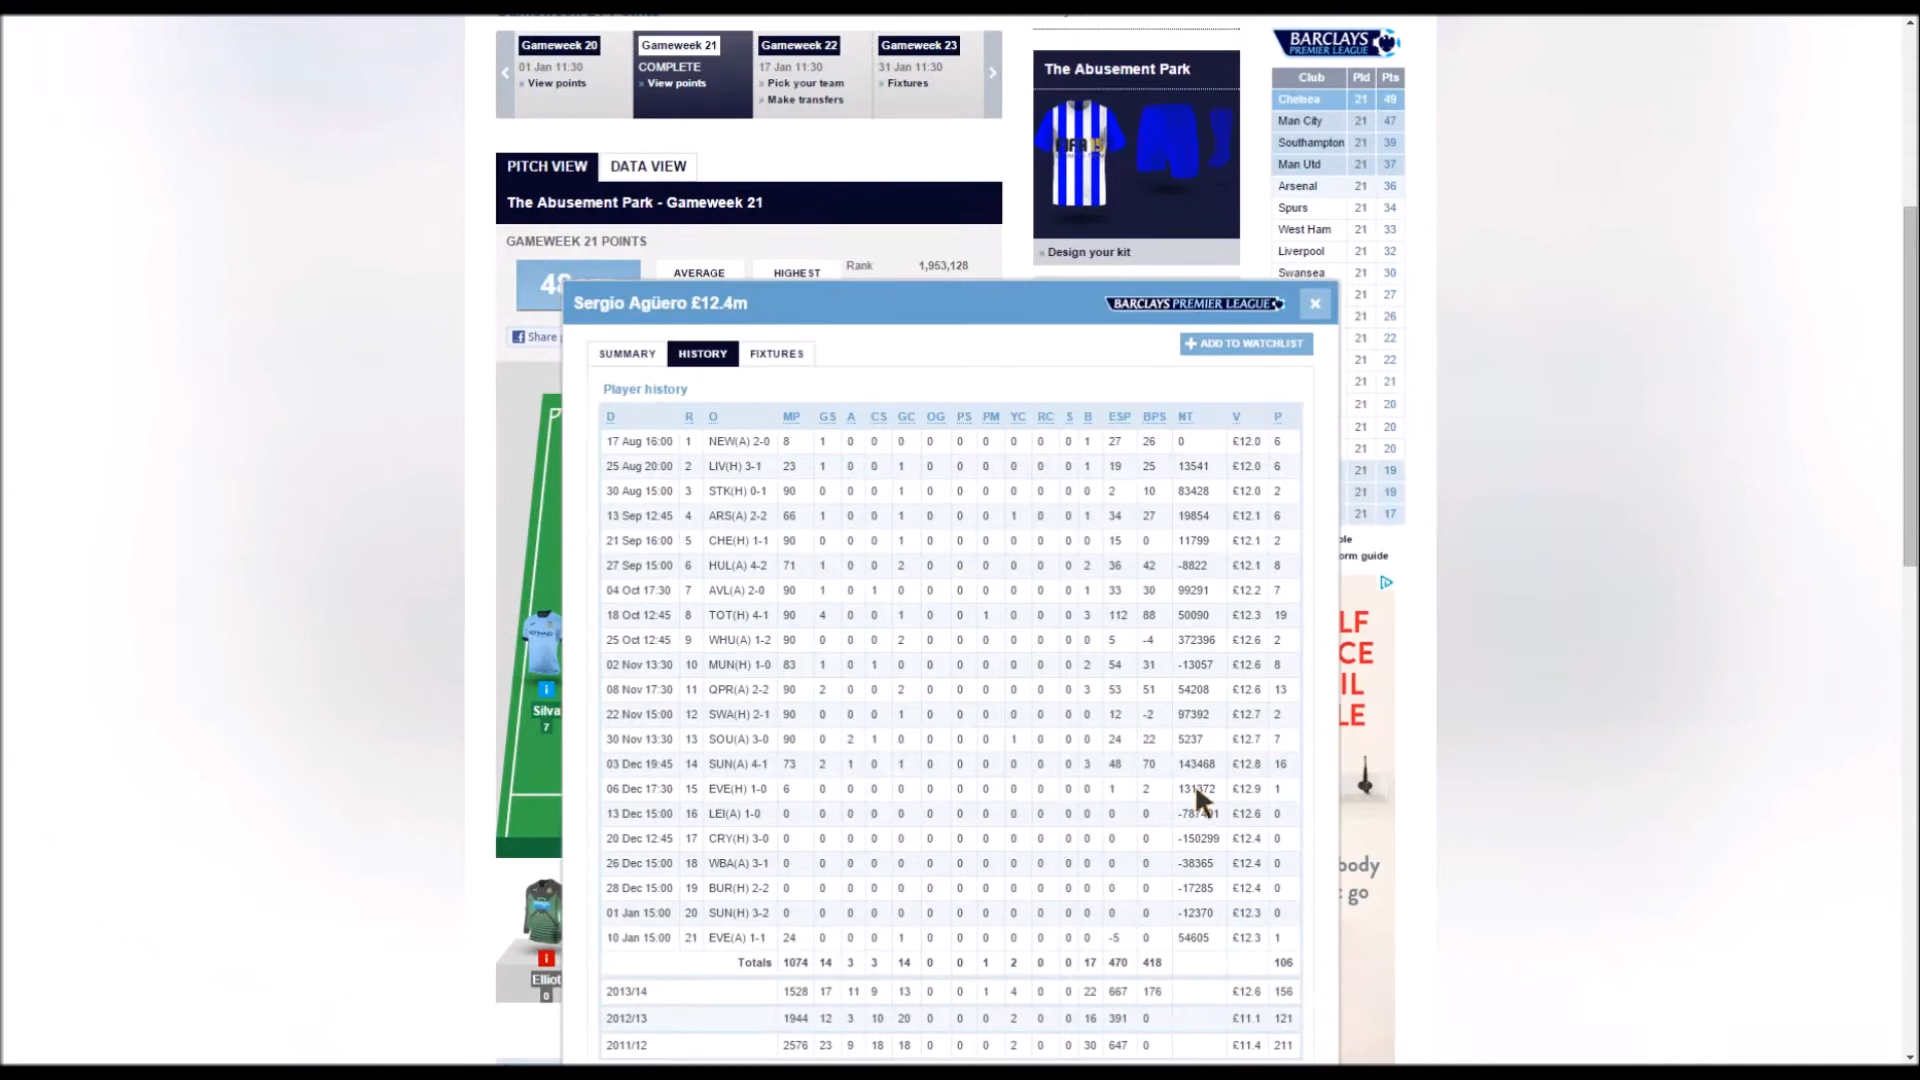 Gameweek 20
Gameweek 21
Gameweek 22
Gameweek 23
01 Jan 11:30
COMPLETE
17 Jan 11:30
31 Jan 11:30
» View points
» View points
» Pick your team
» Fixtures
» Make transfers
PITCH VIEW
DATA VIEW
The Abusement Park - Gameweek 21
GAMEWEEK 21 POINTS
48
AVERAGE
HIGHEST
Rank 1,953,128
Share
The Abusement Park
» Design your kit
BARCLAYS
PREMIER LEAGUE
Club Pld Pts
Chelsea 21 49
Man City 21 47
Southampton 21 39
Man Utd 21 37
Arsenal 21 36
Spurs 21 34
West Ham 21 33
Liverpool 21 32
Swansea 21 30
21 27
21 26
21 22
21 22
21 21
21 20
21 20
21 20
21 19
21 19
21 17
ble
orm guide
Sergio Agüero £12.4m
BARCLAYS PREMIER LEAGUE
SUMMARY
HISTORY
FIXTURES
+ ADD TO WATCHLIST
Player history
D R O MP GS A CS GC OG PS PM YC RC S B ESP BPS NT V P
17 Aug 16:00 1 NEW(A) 2-0 8 1 0 0 0 0 0 0 0 0 0 1 27 26 0 £12.0 6
25 Aug 20:00 2 LIV(H) 3-1 23 1 0 0 1 0 0 0 0 0 0 1 19 25 13541 £12.0 6
30 Aug 15:00 3 STK(H) 0-1 90 0 0 0 1 0 0 0 0 0 0 0 2 10 83428 £12.0 2
13 Sep 12:45 4 ARS(A) 2-2 66 1 0 0 1 0 0 0 1 0 0 1 34 27 19854 £12.1 6
21 Sep 16:00 5 CHE(H) 1-1 90 0 0 0 1 0 0 0 0 0 0 0 15 0 11799 £12.1 2
27 Sep 15:00 6 HUL(A) 4-2 71 1 0 0 2 0 0 0 0 0 0 2 36 42 -8822 £12.1 8
04 Oct 17:30 7 AVL(A) 2-0 90 1 0 1 0 0 0 0 0 0 0 1 33 30 99291 £12.2 7
18 Oct 12:45 8 TOT(H) 4-1 90 4 0 0 1 0 0 1 0 0 0 3 112 88 50090 £12.3 19
25 Oct 12:45 9 WHU(A) 1-2 90 0 0 0 2 0 0 0 0 0 0 0 5 -4 372396 £12.6 2
02 Nov 13:30 10 MUN(H) 1-0 83 1 0 1 0 0 0 0 0 0 0 2 54 31 -13057 £12.6 8
08 Nov 17:30 11 QPR(A) 2-2 90 2 0 0 2 0 0 0 0 0 0 3 53 51 54208 £12.6 13
22 Nov 15:00 12 SWA(H) 2-1 90 0 0 0 1 0 0 0 0 0 0 0 12 -2 97392 £12.7 2
30 Nov 13:30 13 SOU(A) 3-0 90 0 2 1 0 0 0 0 1 0 0 0 24 22 5237 £12.7 7
03 Dec 19:45 14 SUN(A) 4-1 73 2 1 0 1 0 0 0 0 0 0 3 48 70 143468 £12.8 16
06 Dec 17:30 15 EVE(H) 1-0 6 0 0 0 0 0 0 0 0 0 0 0 1 2 131372 £12.9 1
13 Dec 15:00 16 LEI(A) 1-0 0 0 0 0 0 0 0 0 0 0 0 0 0 0 £12.6 0
20 Dec 12:45 17 CRY(H) 3-0 0 0 0 0 0 0 0 0 0 0 0 0 0 0 -150299 £12.4 0
26 Dec 15:00 18 WBA(A) 3-1 0 0 0 0 0 0 0 0 0 0 0 0 0 0 -38365 £12.4 0
28 Dec 15:00 19 BUR(H) 2-2 0 0 0 0 0 0 0 0 0 0 0 0 0 0 -17285 £12.4 0
01 Jan 15:00 20 SUN(H) 3-2 0 0 0 0 0 0 0 0 0 0 0 0 0 0 -12370 £12.3 0
10 Jan 15:00 21 EVE(A) 1-1 24 0 0 0 1 0 0 0 0 0 0 0 -5 0 54605 £12.3 1
Totals 1074 14 3 3 14 0 0 1 2 0 0 17 470 418 106
2013/14 1528 17 11 9 13 0 0 1 4 0 0 22 667 176 £12.6 156
2012/13 1944 12 3 10 20 0 0 0 2 0 0 16 391 0 £11.1 121
2011/12 2576 23 9 18 18 0 0 0 2 0 0 30 647 0 £11.4 211
Silva
7
Elliot
0
LF
CE
IL
LE
body
go